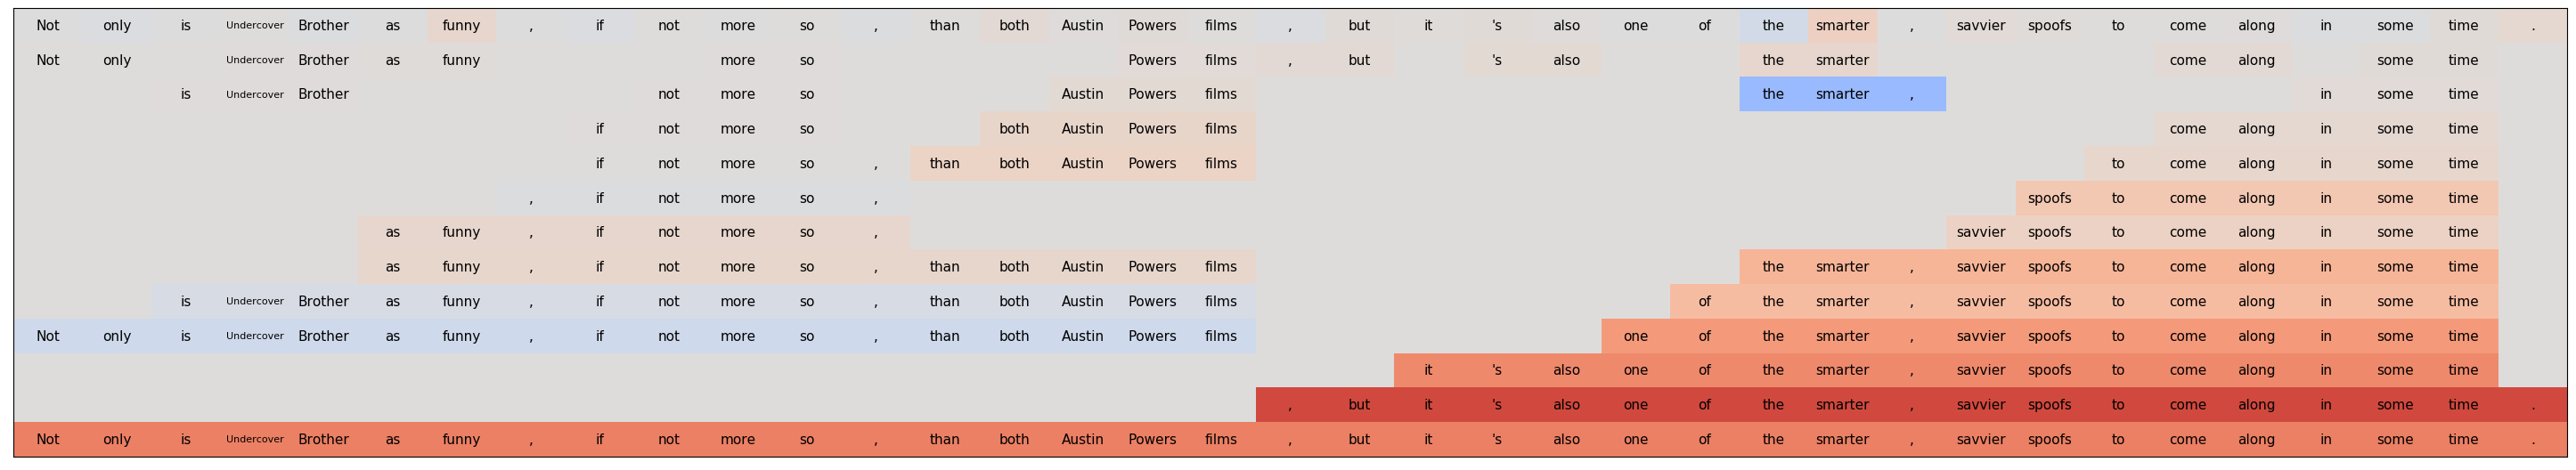 Not only is Undercover Brother as funny , if not more so , than both Austin Powers films , but it 's also one of the smarter , savvier spoofs to come along in some time .
Not only Undercover Brother as funny more so Powers films , but 's also the smarter come along some time
is Undercover Brother not more so Austin Powers films the smarter , in some time
if not more so both Austin Powers films come along in some time
if not more so , than both Austin Powers films to come along in some time
, if not more so , spoofs to come along in some time
as funny , if not more so , savvier spoofs to come along in some time
as funny , if not more so , than both Austin Powers films the smarter , savvier spoofs to come along in some time
is Undercover Brother as funny , if not more so , than both Austin Powers films of the smarter , savvier spoofs to come along in some time
Not only is Undercover Brother as funny , if not more so , than both Austin Powers films one of the smarter , savvier spoofs to come along in some time
it 's also one of the smarter , savvier spoofs to come along in some time
, but it 's also one of the smarter , savvier spoofs to come along in some time .
Not only is Undercover Brother as funny , if not more so , than both Austin Powers films , but it 's also one of the smarter , savvier spoofs to come along in some time .